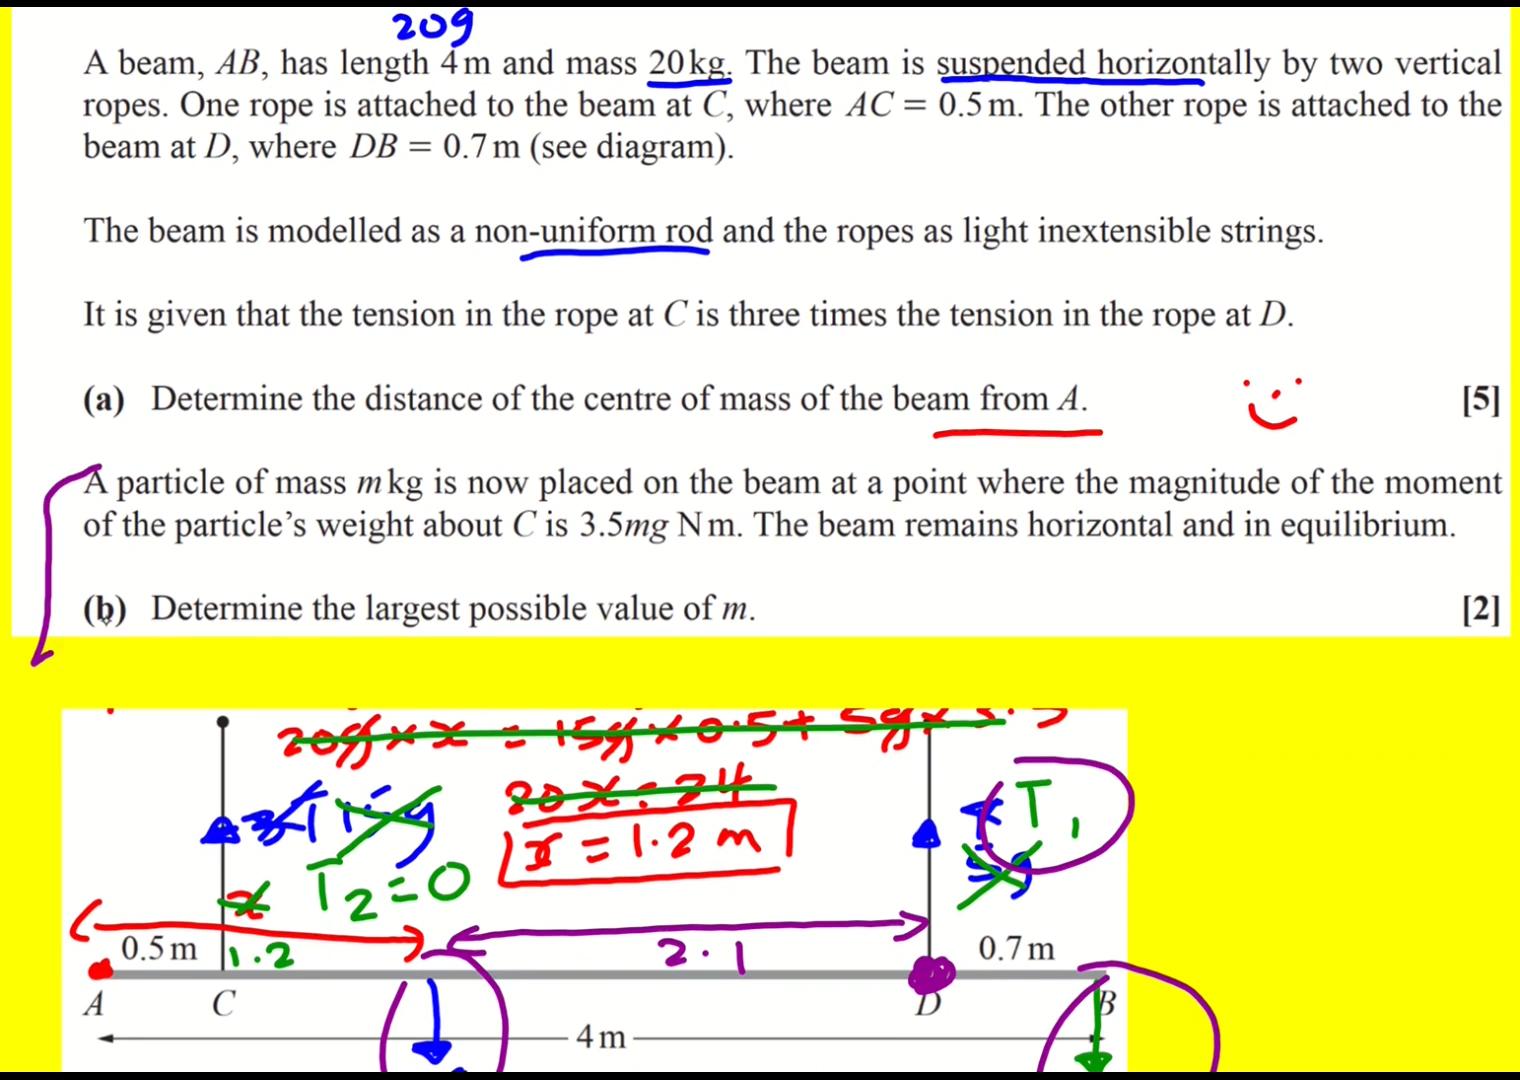 20g
A beam, AB, has length 4 m and mass 20 kg. The beam is suspended horizontally by two vertical
ropes. One rope is attached to the beam at C, where AC = 0.5 m. The other rope is attached to the
beam at D, where DB = 0.7 m (see diagram).
The beam is modelled as a non-uniform rod and the ropes as light inextensible strings.
It is given that the tension in the rope at C is three times the tension in the rope at D.
(a) Determine the distance of the centre of mass of the beam from A. [5]
A particle of mass m kg is now placed on the beam at a point where the magnitude of the moment
of the particle's weight about C is 3.5mg N m. The beam remains horizontal and in equilibrium.
(b) Determine the largest possible value of m. [2]
20g × x = 15g × 0.5 + 5g ×
20x = 24
x = 1.2 m
T₁
T₂ = 0
x
0.5 m 1.2 2.1 0.7 m
A C D B
4 m